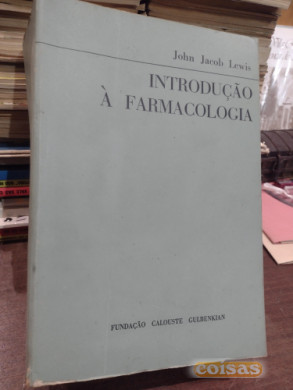 John Jacob Lewis
INTRODUÇÃO
À FARMACOLOGIA
FUNDAÇÃO CALOUSTE GULBENKIAN
coisas